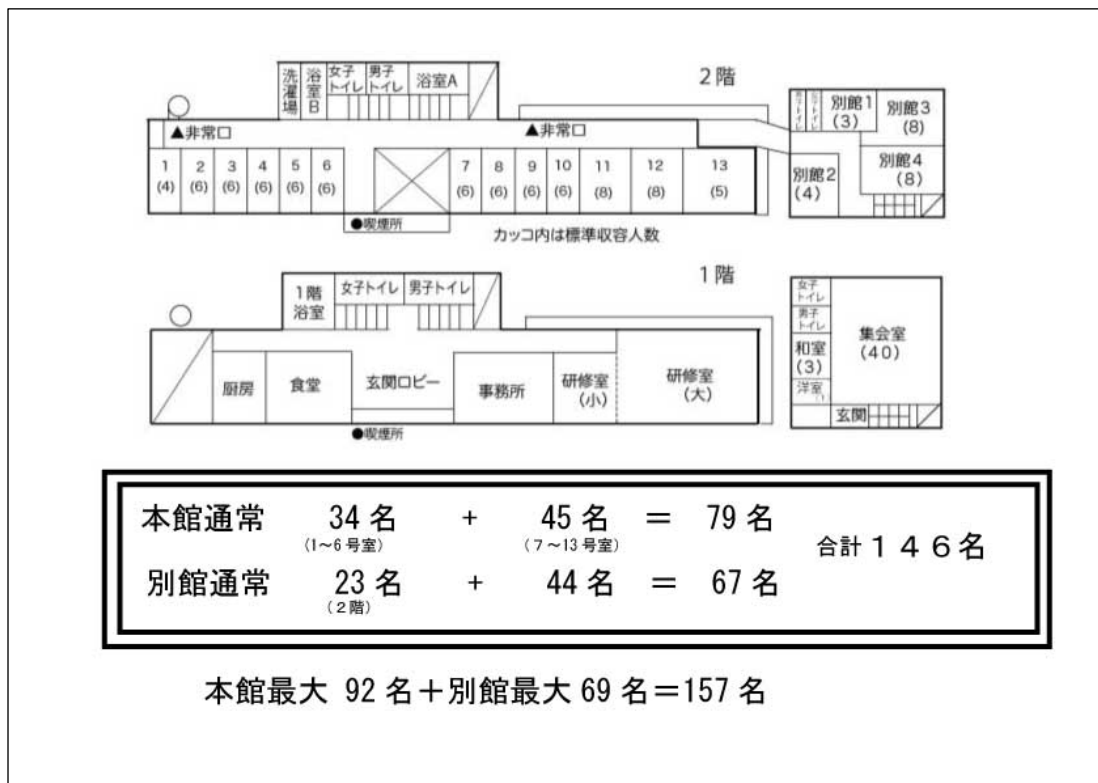 2階
洗濯場
浴室B
女子トイレ
男子トイレ
浴室A
▲非常口
▲非常口
1
(4)
2
(6)
3
(6)
4
(6)
5
(6)
6
(6)
7
(6)
8
(6)
9
(6)
10
(6)
11
(8)
12
(8)
13
(5)
●喫煙所
カッコ内は標準収容人数
別館1
(3)
別館3
(8)
別館2
(4)
別館4
(8)
1階
1階
浴室
女子トイレ
男子トイレ
厨房
食堂
玄関ロビー
事務所
研修室
(小)
研修室
(大)
●喫煙所
女子
トイレ
男子
トイレ
和室
(3)
洋室
(1)
集会室
(40)
玄関
本館通常 34名 + 45名 = 79名
(1~6号室) (7~13号室)
合計146名
別館通常 23名 + 44名 = 67名
(2階)
本館最大 92名+別館最大 69名=157名